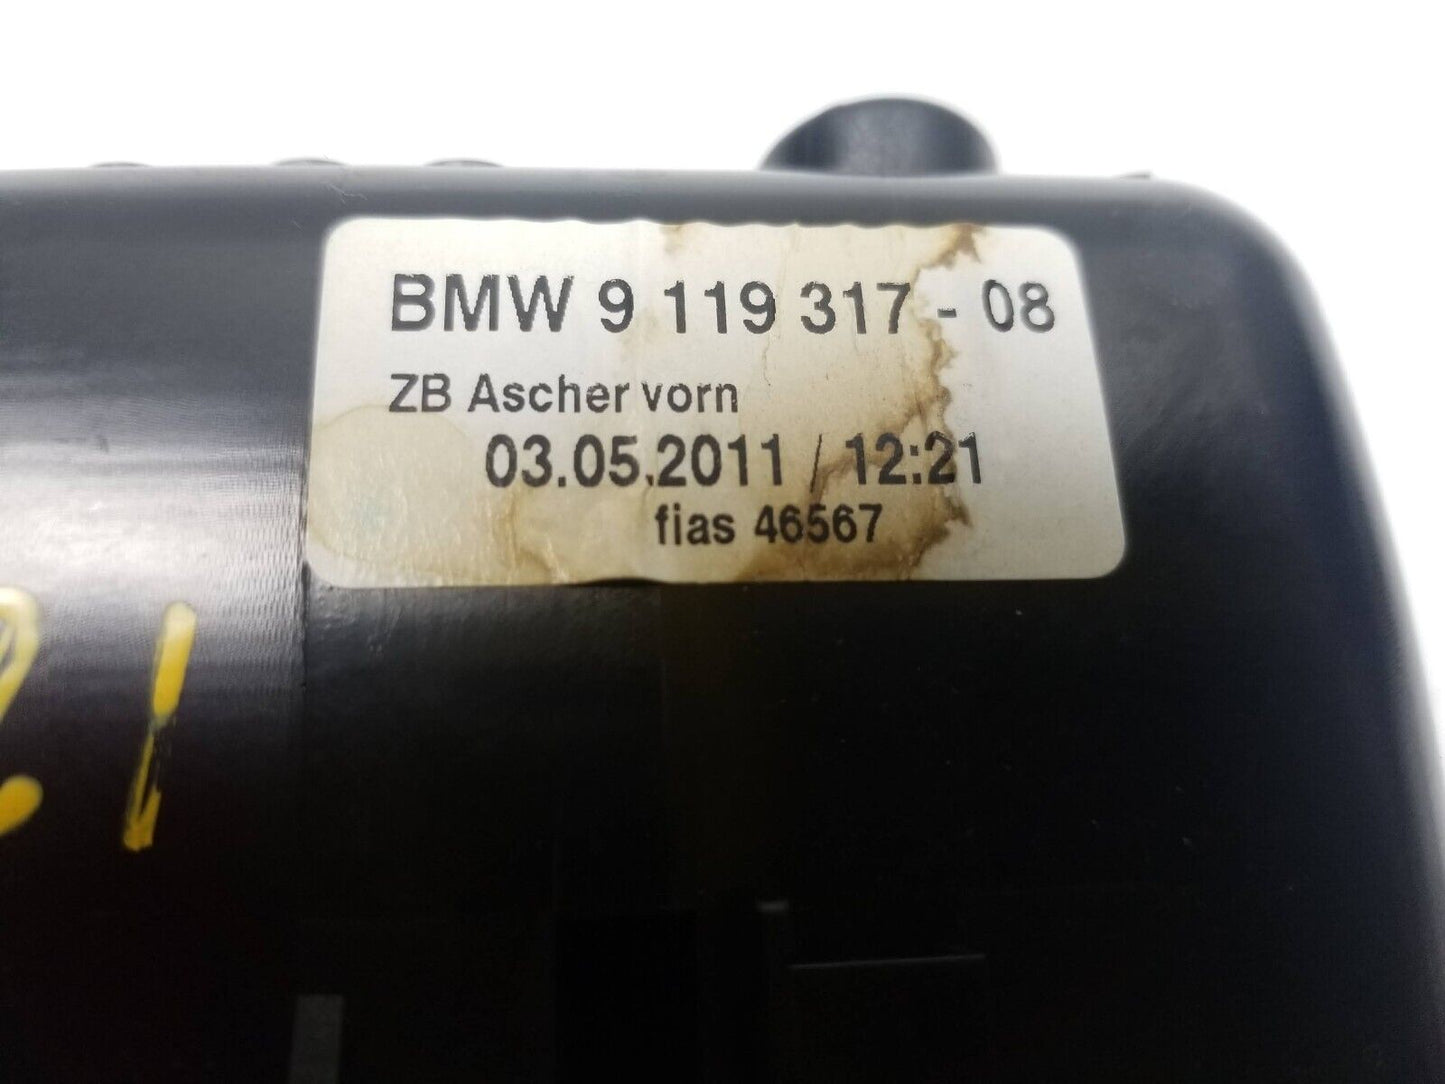 BMW 9 119 317 - 08
ZB Ascher vorn
03.05.2011 / 12:21
fias 46567